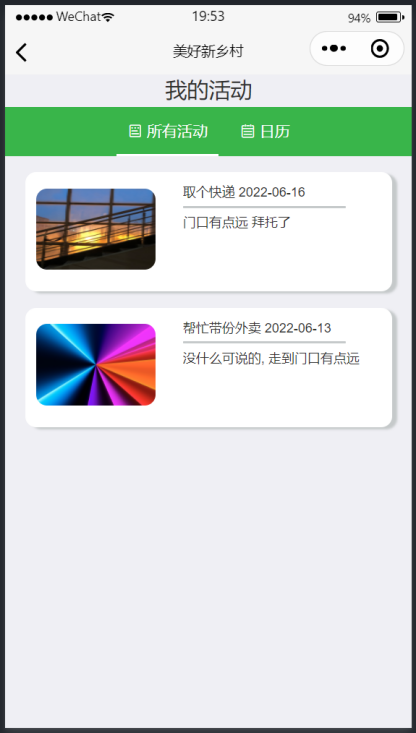 WeChat 19:53 94%
美好新乡村
我的活动
所有活动 日历
取个快递 2022-06-16
门口有点远 拜托了
帮忙带份外卖 2022-06-13
没什么可说的, 走到门口有点远